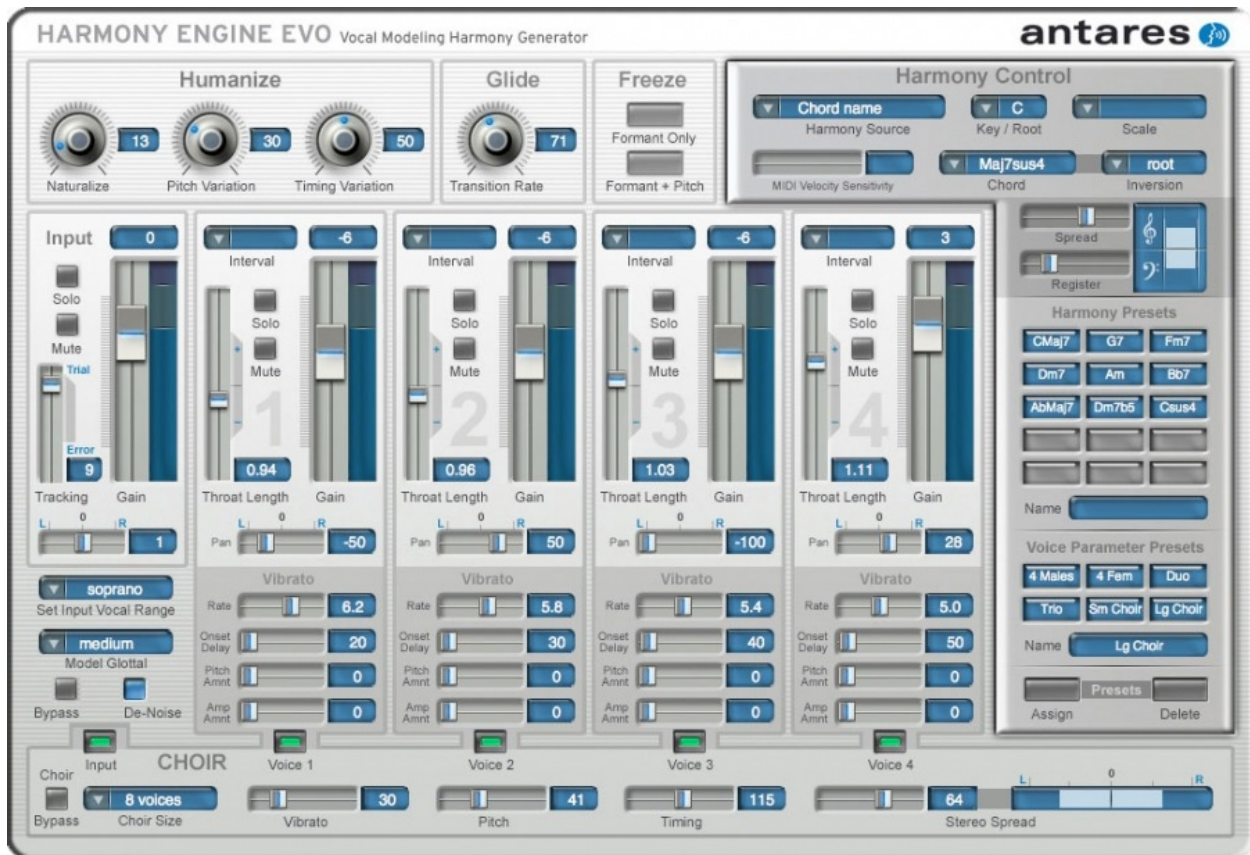 HARMONY ENGINE EVO Vocal Modeling Harmony Generator
antares
Humanize
Glide
Freeze
Harmony Control
13 30 50 71
Naturalize Pitch Variation Timing Variation Transition Rate
Formant Only
Formant + Pitch
Chord name C
Harmony Source Key / Root Scale
Maj7sus4 root
MIDI Velocity Sensitivity Chord Inversion
Input 0 -6 -6 -6 3
Interval Interval Interval Interval
Solo Solo Solo Solo Solo
Mute Mute Mute Mute Mute
Trial
1 2 3 4
Error
9 0.94 0.96 1.03 1.11
Tracking Gain Throat Length Gain Throat Length Gain Throat Length Gain Throat Length Gain
L 0 R L 0 R L 0 R L 0 R L 0 R
1 Pan -50 Pan 50 Pan -100 Pan 28
Spread
Register
Harmony Presets
CMaj7 G7 Fm7
Dm7 Am Bb7
AbMaj7 Dm7b5 Csus4
Name
Voice Parameter Presets
4 Males 4 Fem Duo
Trio Sm Choir Lg Choir
Name Lg Choir
Presets
Assign Delete
soprano
Set Input Vocal Range
medium
Model Glottal
Bypass De-Noise
Vibrato Vibrato Vibrato Vibrato
Rate 6.2 Rate 5.8 Rate 5.4 Rate 5.0
Onset Delay 20 Onset Delay 30 Onset Delay 40 Onset Delay 50
Pitch Amnt 0 Pitch Amnt 0 Pitch Amnt 0 Pitch Amnt 0
Amp Amnt 0 Amp Amnt 0 Amp Amnt 0 Amp Amnt 0
Input CHOIR Voice 1 Voice 2 Voice 3 Voice 4
Choir
Bypass
8 voices 30 41 115 64 L 0 R
Choir Size Vibrato Pitch Timing Stereo Spread